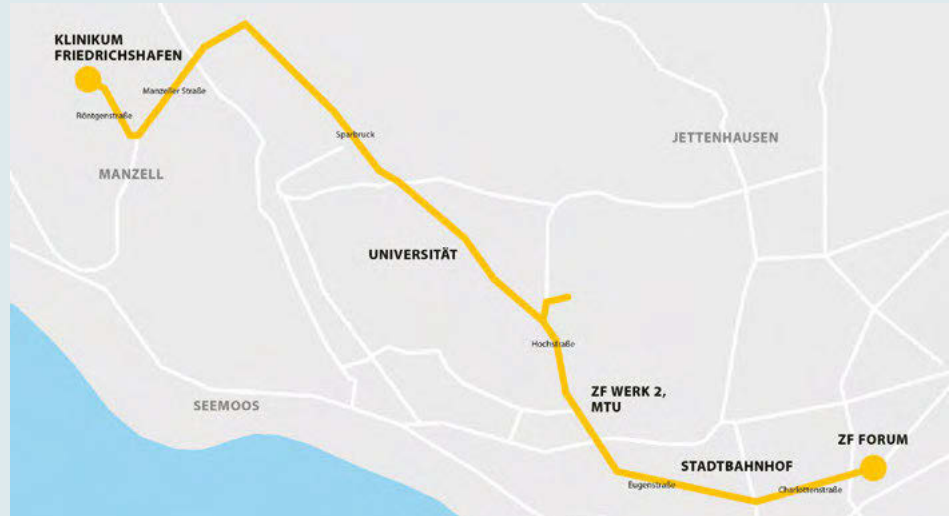 KLINIKUM
FRIEDRICHSHAFEN
Manzeller Straße
Röntgenstraße
Sparbruck
JETTENHAUSEN
MANZELL
UNIVERSITÄT
Hochstraße
ZF WERK 2,
MTU
SEEMOOS
ZF FORUM
STADTBAHNHOF
Eugenstraße
Charlottenstraße